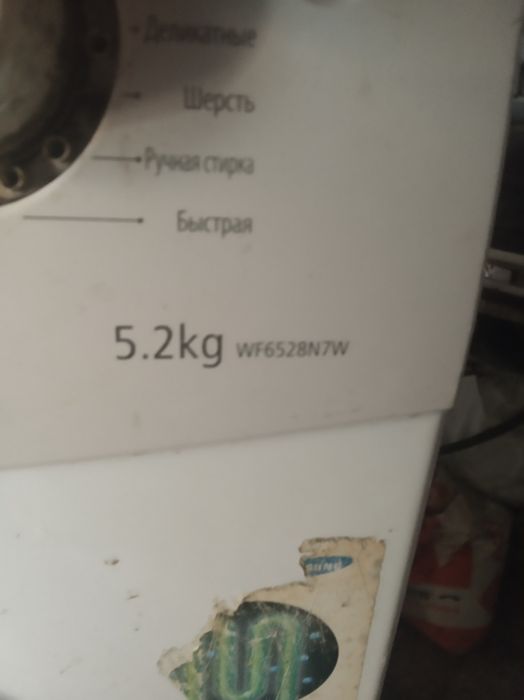 Деликатные
Шерсть
Ручная стирка
Быстрая
5.2kg WF6528N7W